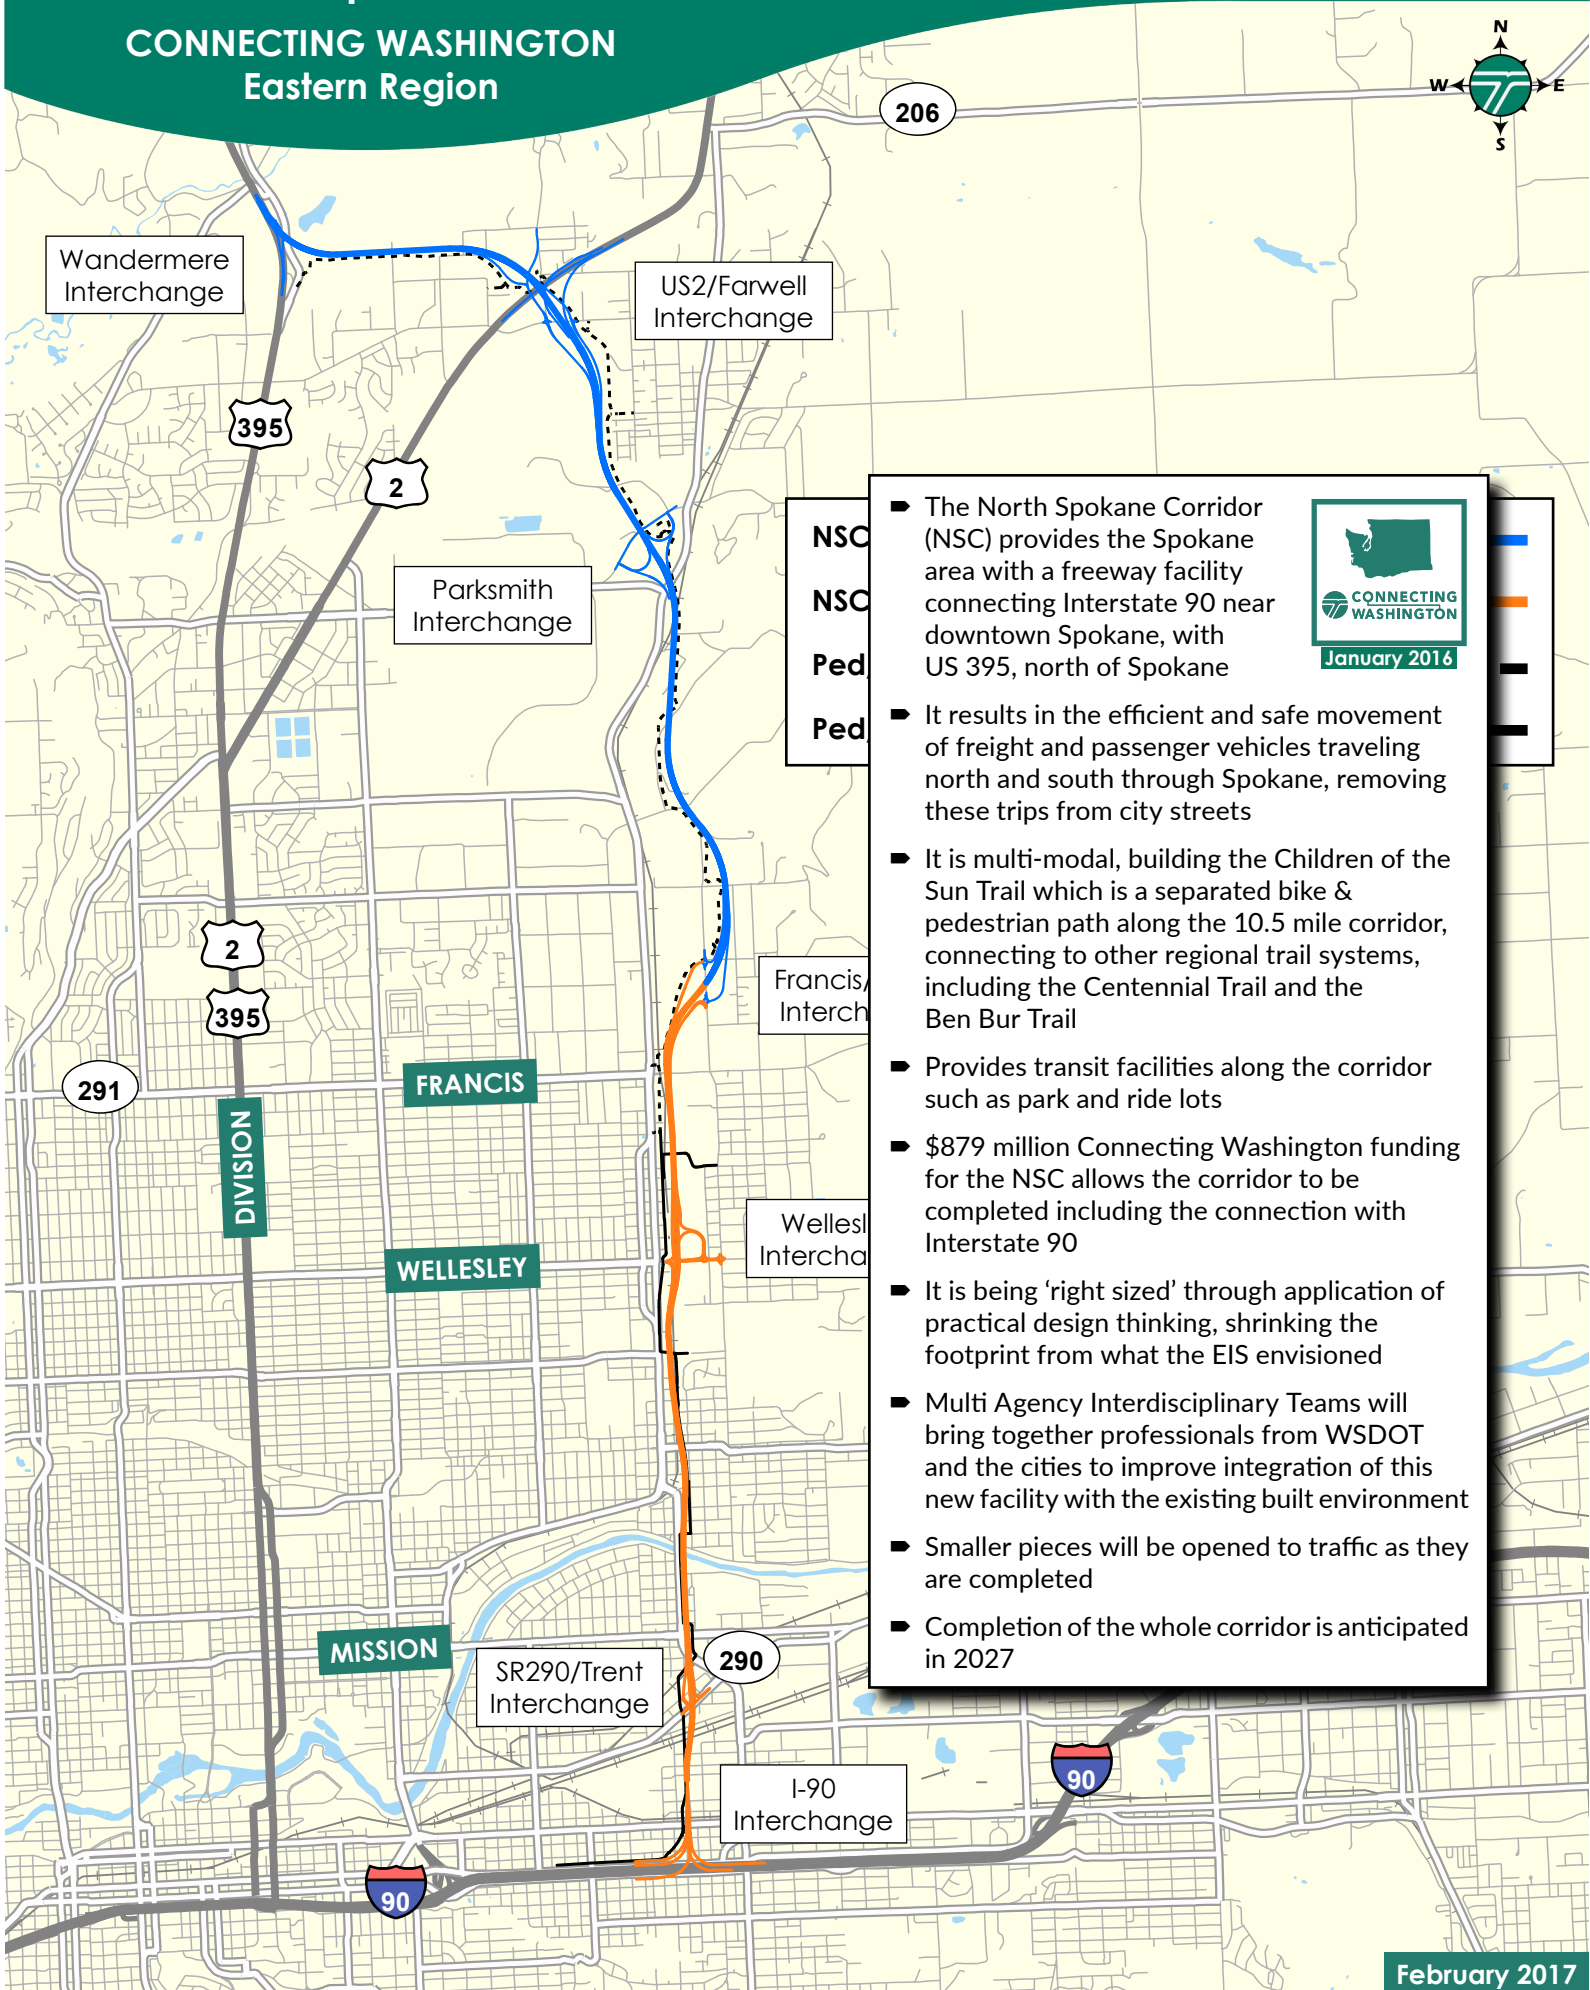 CONNECTING WASHINGTON
Eastern Region
N
W
E
S
206
Wandermere
Interchange
US2/Farwell
Interchange
395
2
Parksmith
Interchange
NSC
NSC
Ped
Ped
The North Spokane Corridor
(NSC) provides the Spokane
area with a freeway facility
connecting Interstate 90 near
downtown Spokane, with
US 395, north of Spokane
CONNECTING
WASHINGTON
January 2016
It results in the efficient and safe movement
of freight and passenger vehicles traveling
north and south through Spokane, removing
these trips from city streets
It is multi-modal, building the Children of the
Sun Trail which is a separated bike &
pedestrian path along the 10.5 mile corridor,
connecting to other regional trail systems,
including the Centennial Trail and the
Ben Bur Trail
Provides transit facilities along the corridor
such as park and ride lots
$879 million Connecting Washington funding
for the NSC allows the corridor to be
completed including the connection with
Interstate 90
It is being ‘right sized’ through application of
practical design thinking, shrinking the
footprint from what the EIS envisioned
Multi Agency Interdisciplinary Teams will
bring together professionals from WSDOT
and the cities to improve integration of this
new facility with the existing built environment
Smaller pieces will be opened to traffic as they
are completed
Completion of the whole corridor is anticipated
in 2027
2
395
Francis/
Interch
291
FRANCIS
DIVISION
Wellesl
Intercha
WELLESLEY
MISSION
SR290/Trent
Interchange
290
I-90
Interchange
90
90
February 2017